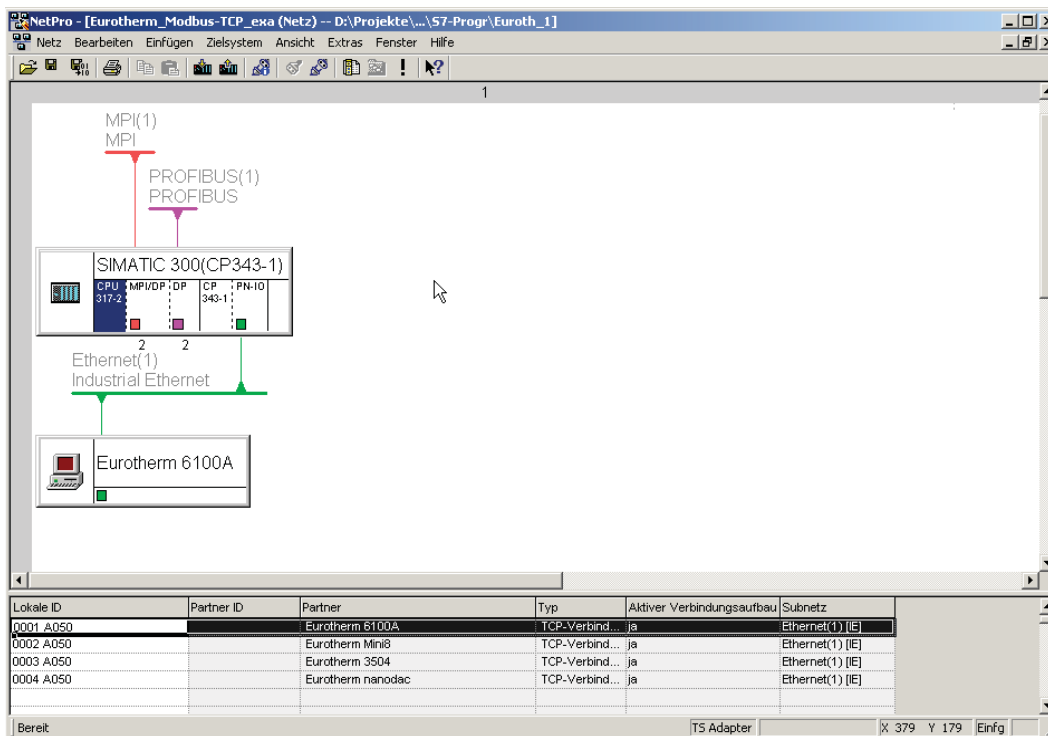 NetPro - [Eurotherm_Modbus-TCP_exa (Netz) -- D:\Projekte\...\S7-Progr\Euroth_1]
Netz Bearbeiten Einfügen Zielsystem Ansicht Extras Fenster Hilfe
1
MPI(1)
MPI
PROFIBUS(1)
PROFIBUS
SIMATIC 300(CP343-1)
CPU MPI/DP DP CP PN-IO
317-2 343-1
2 2
Ethernet(1)
Industrial Ethernet
Eurotherm 6100A
Lokale ID Partner ID Partner Typ Aktiver Verbindungsaufbau Subnetz
0001 A050 Eurotherm 6100A TCP-Verbind... ja Ethernet(1) [IE]
0002 A050 Eurotherm Mini8 TCP-Verbind... ja Ethernet(1) [IE]
0003 A050 Eurotherm 3504 TCP-Verbind... ja Ethernet(1) [IE]
0004 A050 Eurotherm nanodac TCP-Verbind... ja Ethernet(1) [IE]
Bereit TS Adapter X 379 Y 179 Einfg